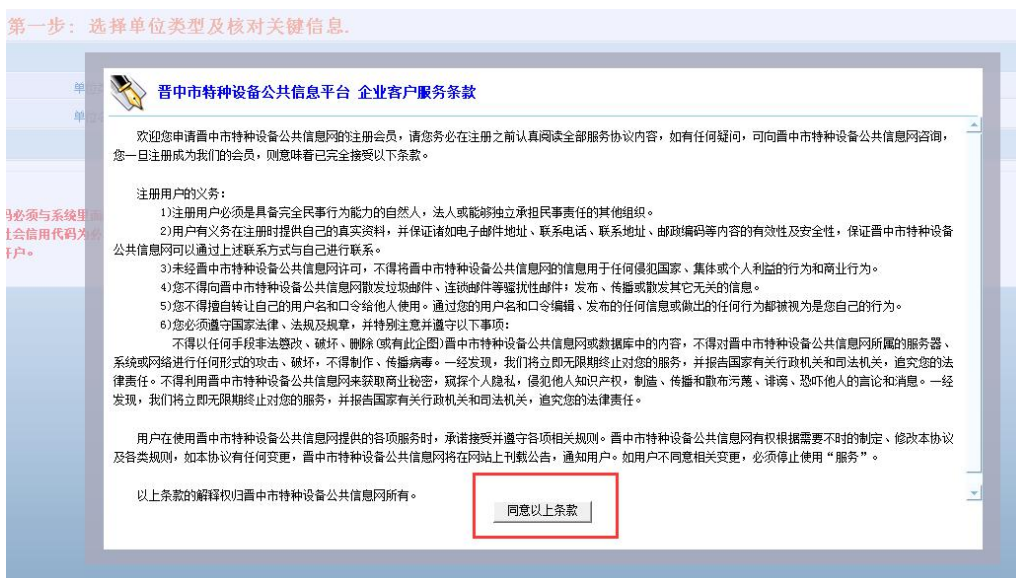 第一步: 选择单位类型及核对关键信息.
单
单位
晋中市特种设备公共信息平台 企业客户服务条款
欢迎您申请晋中市特种设备公共信息网的注册会员，请您务必在注册之前认真阅读全部服务协议内容，如有任何疑问，可向晋中市特种设备公共信息网咨询，
您一旦注册成为我们的会员，则意味着已完全接受以下条款。
注册用户的义务：
1)注册用户必须是具备完全民事行为能力的自然人，法人或能够独立承担民事责任的其他组织。
2)用户有义务在注册时提供自己的真实资料，并保证诸如电子邮件地址、联系电话、联系地址、邮政编码等内容的有效性及安全性，保证晋中市特种设备
公共信息网可以通过上述联系方式与自己进行联系。
3)未经晋中市特种设备公共信息网许可，不得将晋中市特种设备公共信息网的信息用于任何侵犯国家、集体或个人利益的行为和商业行为。
4)您不得向晋中市特种设备公共信息网散发垃圾邮件、连锁邮件等骚扰性邮件；发布、传播或散发其它无关的信息。
5)您不得擅自转让自己的用户名和口令给他人使用。通过您的用户名和口令编辑、发布的任何信息或做出的任何行为都被视为是您自己的行为。
6)您必须遵守国家法律、法规及规章，并特别注意并遵守以下事项：
不得以任何手段非法篡改、破坏、删除(或有此企图)晋中市特种设备公共信息网或数据库中的内容，不得对晋中市特种设备公共信息网所属的服务器、
系统或网络进行任何形式的攻击、破坏，不得制作、传播病毒。一经发现，我们将立即无限期终止对您的服务，并报告国家有关行政机关和司法机关，追究您的法
律责任。不得利用晋中市特种设备公共信息网来获取商业秘密，窥探个人隐私，侵犯他人知识产权，制造、传播和散布污蔑、诽谤、恐吓他人的言论和消息。一经
发现，我们将立即无限期终止对您的服务，并报告国家有关行政机关和司法机关，追究您的法律责任。
用户在使用晋中市特种设备公共信息网提供的各项服务时，承诺接受并遵守各项相关规则。晋中市特种设备公共信息网有权根据需要不时的制定、修改本协议
及各类规则，如本协议有任何变更，晋中市特种设备公共信息网将在网站上刊载公告，通知用户。如用户不同意相关变更，必须停止使用“服务”。
以上条款的解释权归晋中市特种设备公共信息网所有。
同意以上条款
码必须与系统里面
社会信用代码为必
开户。